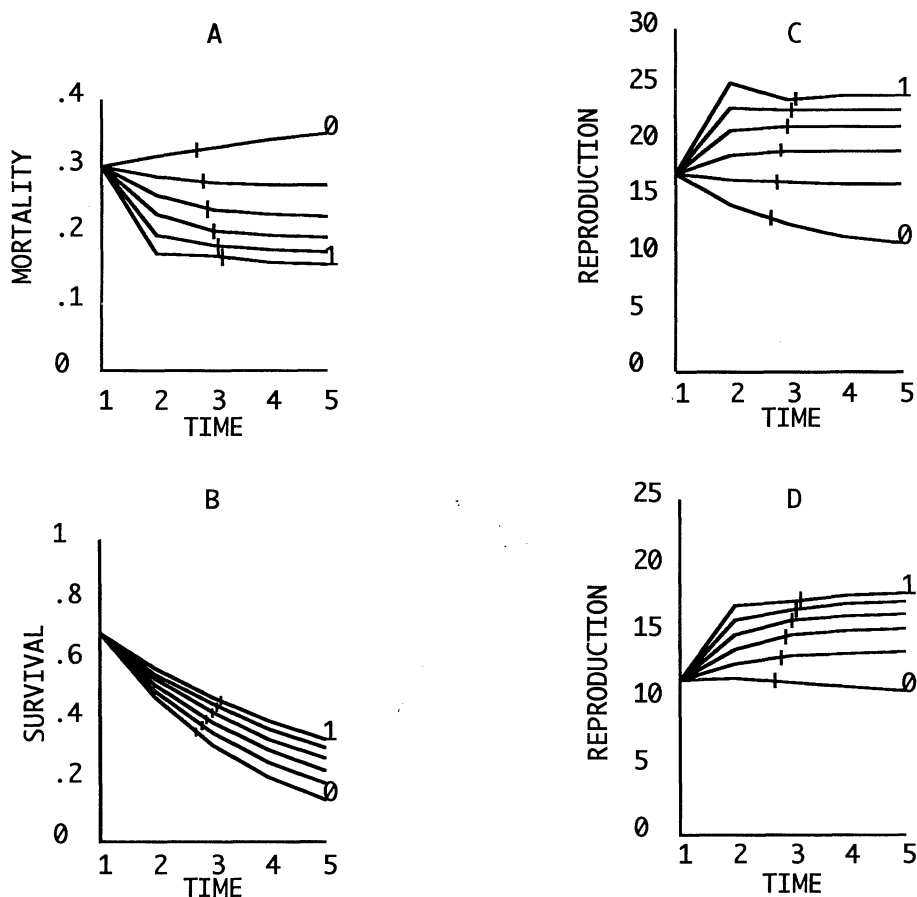 A
.4
.3
.2
.1
0
MORTALITY
0
1
1 2 3 4 5
TIME
C
30
25
20
15
10
5
0
REPRODUCTION
1
0
1 2 3 4 5
TIME
B
1
.8
.6
.4
.2
0
SURVIVAL
1
0
1 2 3 4 5
TIME
D
25
20
15
10
5
0
REPRODUCTION
1
0
1 2 3 4 5
TIME